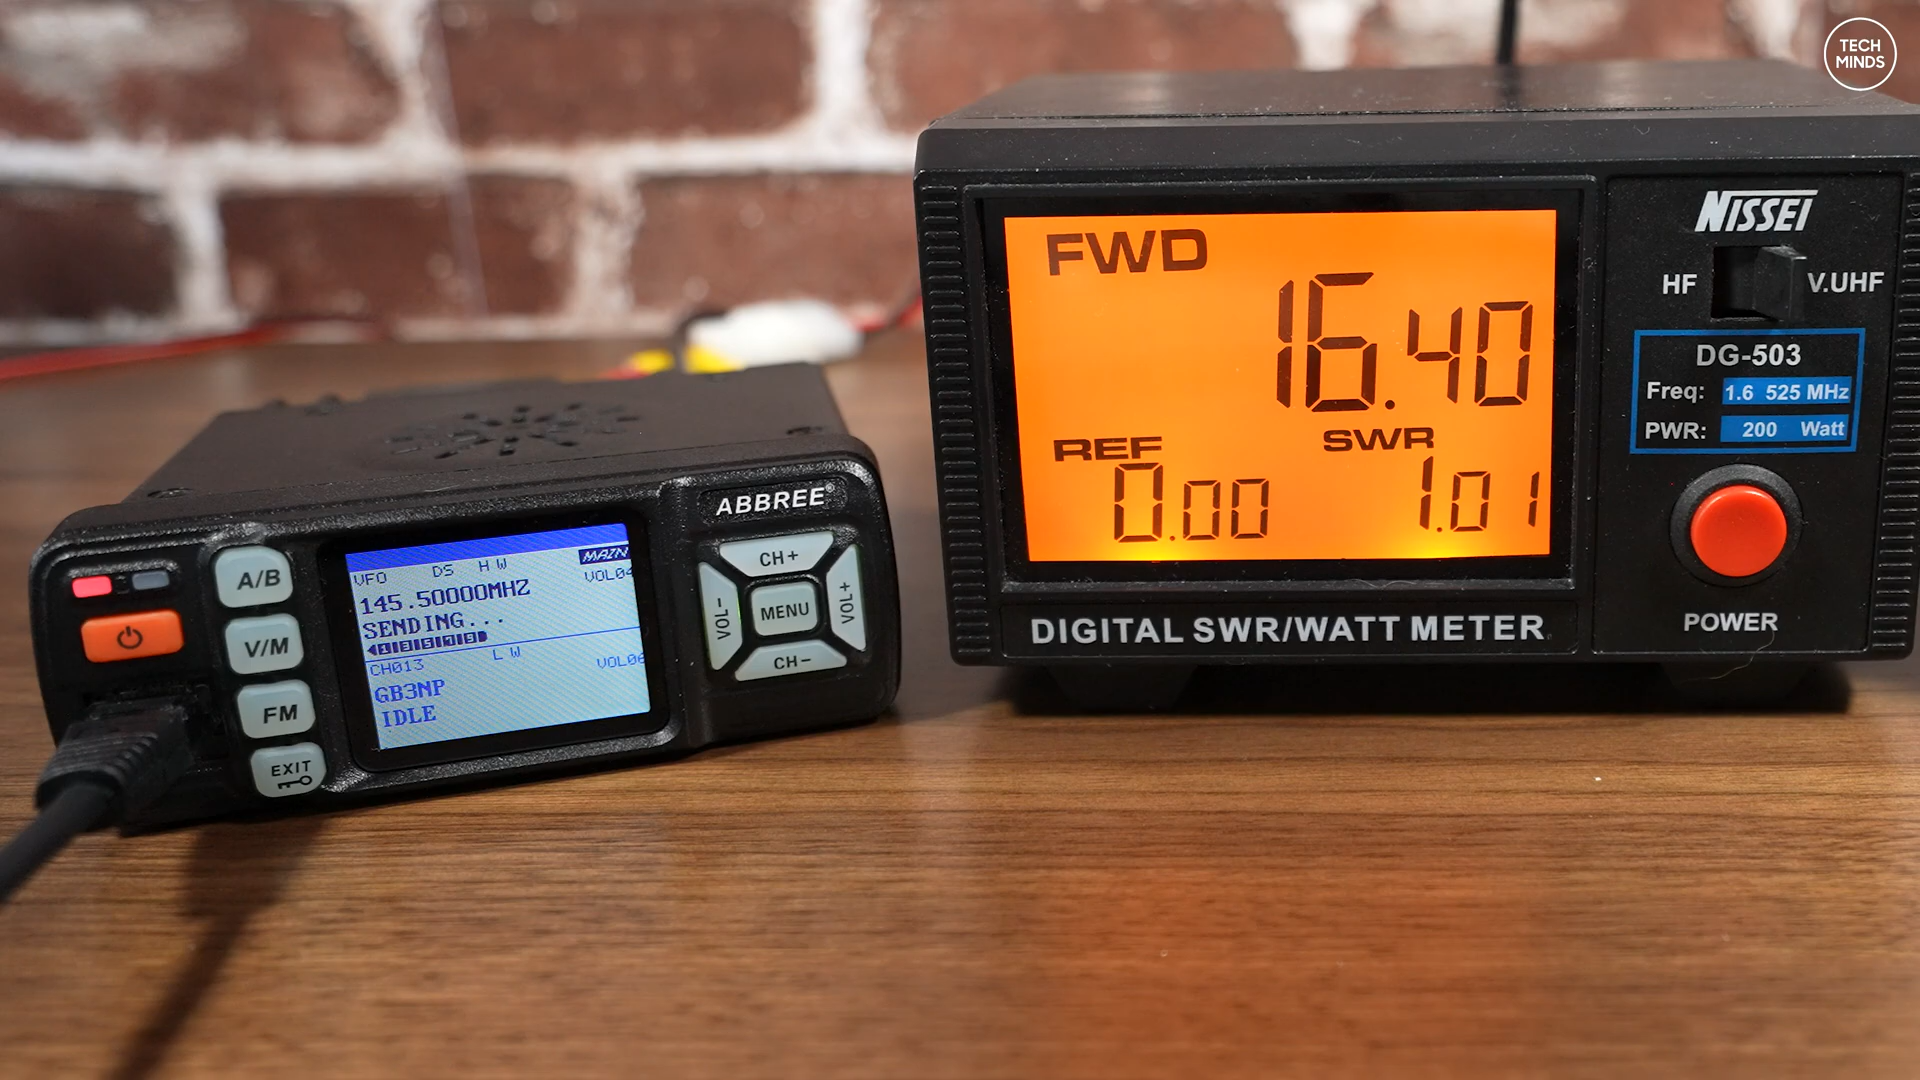 TECH
MINDS
ABBREE
A/B
V/M
FM
EXIT
VFO DS H W MAIN
145.50000MHZ VOL04
SENDING...
CH013 L W VOL06
GB3NP
IDLE
CH+
VOL-
MENU
VOL+
CH-
FWD
16.40
REF SWR
0.00 1.01
DIGITAL SWR/WATT METER
NISSEI
HF V.UHF
DG-503
Freq: 1.6 525 MHz
PWR: 200 Watt
POWER